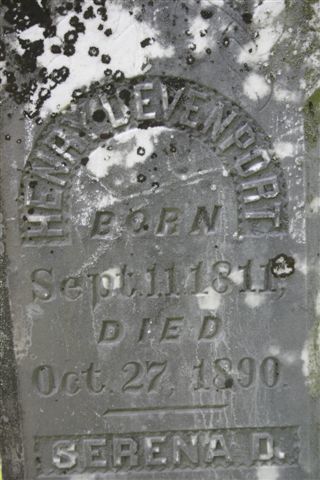 HENRY DEVENPORT
BORN
Sept. 11, 1811,
DIED
Oct. 27, 1890.
SERENA D.